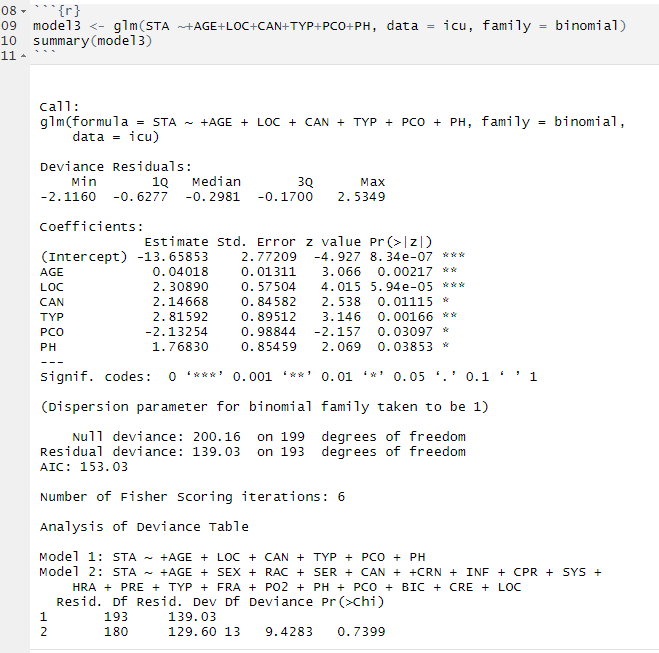 08 ```{r}
09 model3 <- glm(STA ~+AGE+LOC+CAN+TYP+PCO+PH, data = icu, family = binomial)
10 summary(model3)
11 ```
Call:
glm(formula = STA ~ +AGE + LOC + CAN + TYP + PCO + PH, family = binomial,
    data = icu)
Deviance Residuals:
    Min       1Q   Median       3Q      Max
-2.1160  -0.6277  -0.2981  -0.1700   2.5349
Coefficients:
             Estimate Std. Error z value Pr(>|z|)
(Intercept) -13.65853    2.77209  -4.927 8.34e-07 ***
AGE           0.04018    0.01311   3.066  0.00217 **
LOC           2.30890    0.57504   4.015 5.94e-05 ***
CAN           2.14668    0.84582   2.538  0.01115 *
TYP           2.81592    0.89512   3.146  0.00166 **
PCO          -2.13254    0.98844  -2.157  0.03097 *
PH            1.76830    0.85459   2.069  0.03853 *
---
Signif. codes:  0 ‘***’ 0.001 ‘**’ 0.01 ‘*’ 0.05 ‘.’ 0.1 ‘ ’ 1
(Dispersion parameter for binomial family taken to be 1)
    Null deviance: 200.16  on 199  degrees of freedom
Residual deviance: 139.03  on 193  degrees of freedom
AIC: 153.03
Number of Fisher Scoring iterations: 6
Analysis of Deviance Table
Model 1: STA ~ +AGE + LOC + CAN + TYP + PCO + PH
Model 2: STA ~ +AGE + SEX + RAC + SER + CAN + +CRN + INF + CPR + SYS +
    HRA + PRE + TYP + FRA + PO2 + PH + PCO + BIC + CRE + LOC
  Resid. Df Resid. Dev Df Deviance Pr(>Chi)
1       193     139.03
2       180     129.60 13   9.4283   0.7399